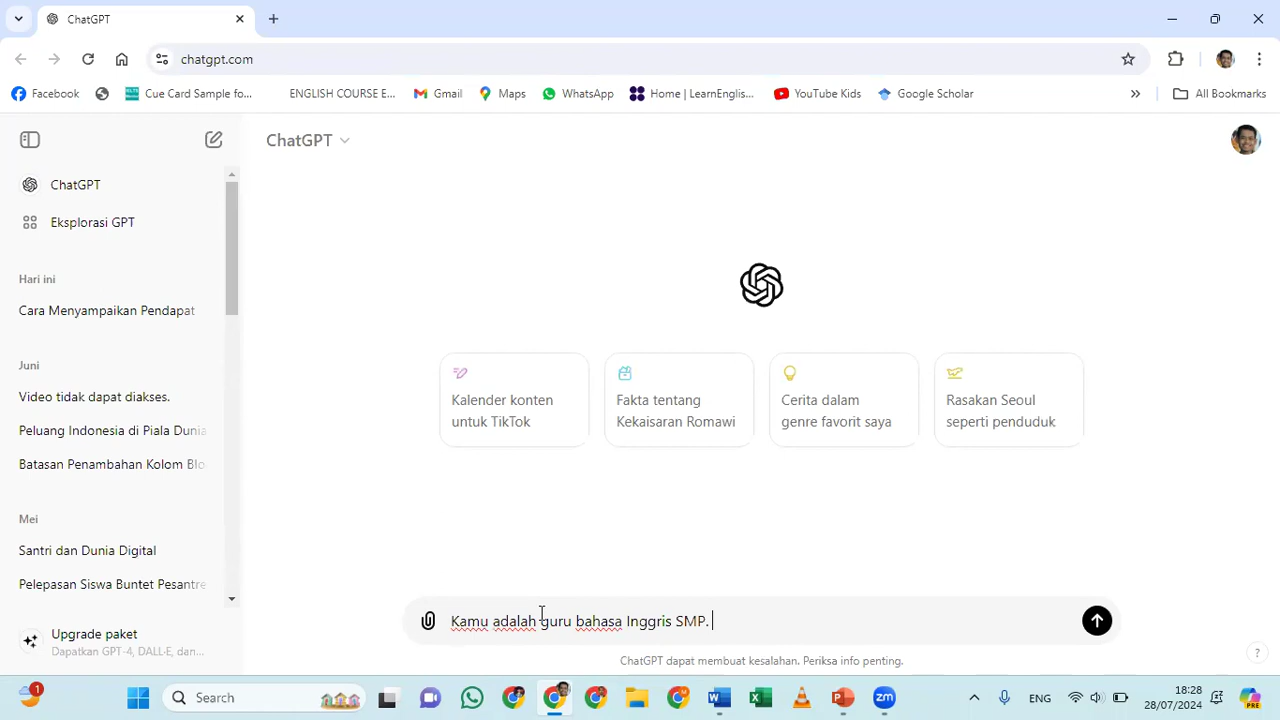 ChatGPT
chatgpt.com
Facebook
Cue Card Sample fo...
ENGLISH COURSE E...
Gmail
Maps
WhatsApp
Home | LearnEnglis...
YouTube Kids
Google Scholar
»
All Bookmarks
ChatGPT
ChatGPT
Eksplorasi GPT
Hari ini
Cara Menyampaikan Pendapat
Juni
Video tidak dapat diakses.
Peluang Indonesia di Piala Dunia
Batasan Penambahan Kolom Blo
Mei
Santri dan Dunia Digital
Pelepasan Siswa Buntet Pesantre
Upgrade paket
Dapatkan GPT-4, DALL·E, dan...
Kalender konten
untuk TikTok
Fakta tentang
Kekaisaran Romawi
Cerita dalam
genre favorit saya
Rasakan Seoul
seperti penduduk
Kamu adalah guru bahasa Inggris SMP.
ChatGPT dapat membuat kesalahan. Periksa info penting.
?
1
Search
ENG
18:28
28/07/2024
PRE